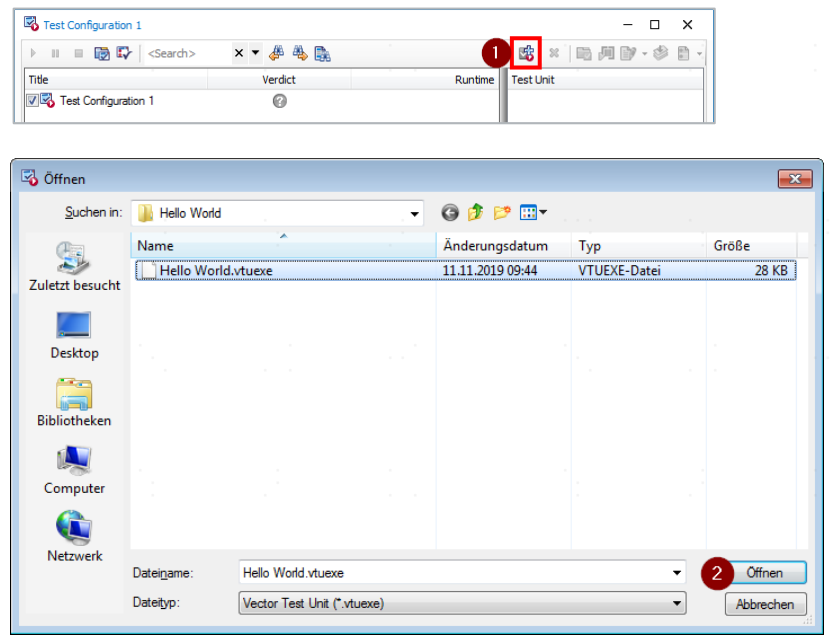 Test Configuration 1
<Search>
1
Title Verdict Runtime Test Unit
Test Configuration 1
Öffnen
Suchen in: Hello World
Name Änderungsdatum Typ Größe
Hello World.vtuexe 11.11.2019 09:44 VTUEXE-Datei 28 KB
Zuletzt besucht
Desktop
Bibliotheken
Computer
Netzwerk
Dateiname: Hello World.vtuexe 2 Öffnen
Dateityp: Vector Test Unit (*.vtuexe) Abbrechen